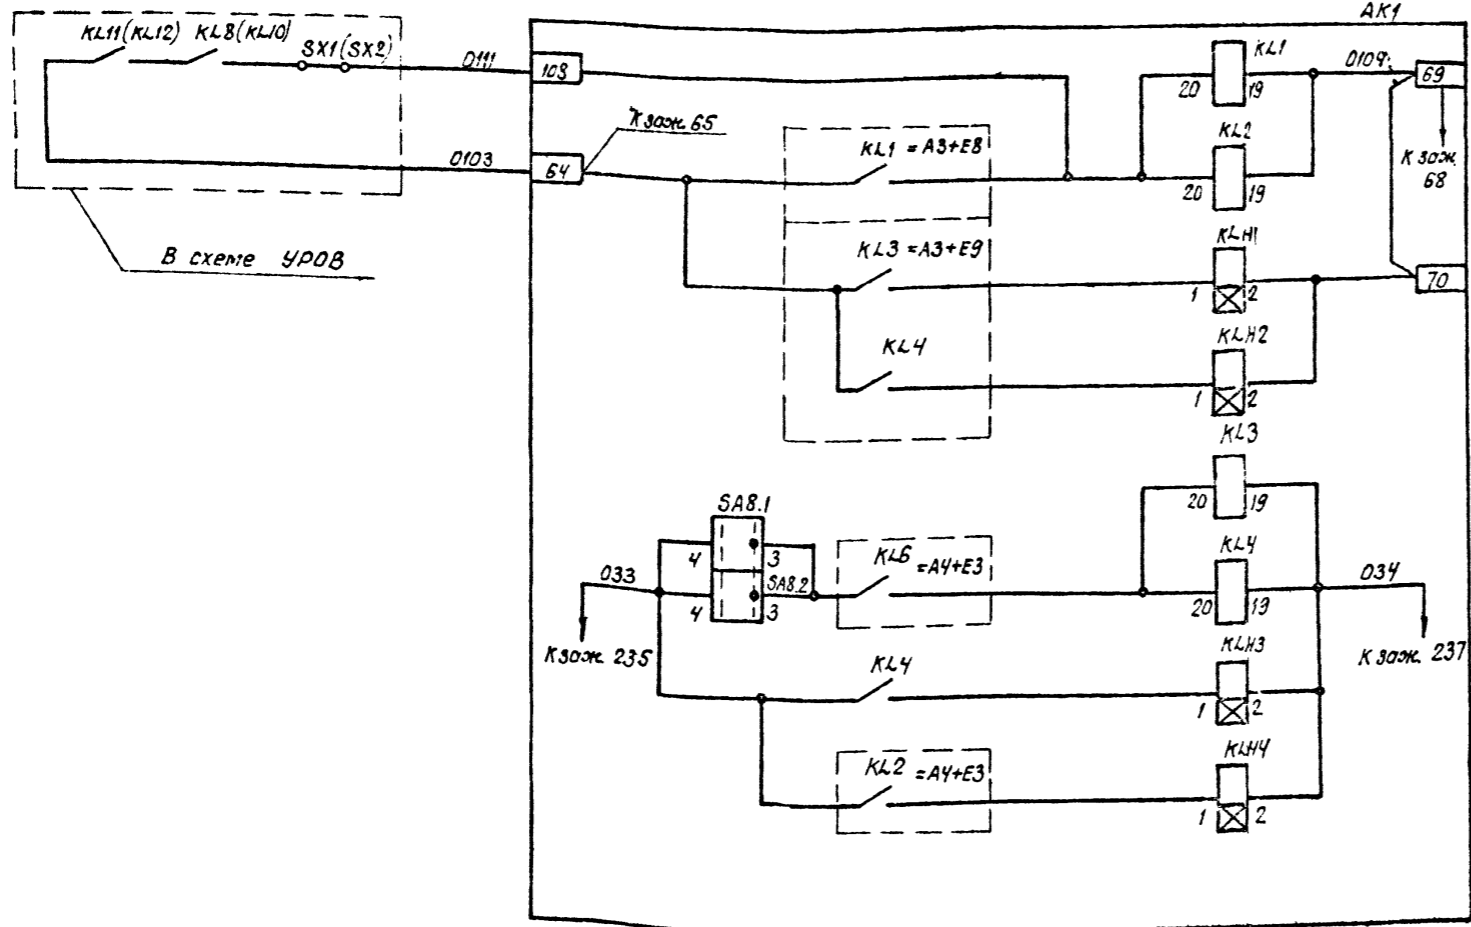 AK1
KL11(KL12) KL8(KL10) SX1(SX2)
0111
103
KL1
20 19
0109
69
К заж. 65
К заж
68
0103
64
KL1 = A3+E8
KL2
20 19
В схеме УРОВ
KL3 = A3+E9
KLH1
1 2
70
KL4
KLH2
1 2
KL3
20 19
SA8.1
4 3
SA8.2
4 3
033
К заж. 235
KL6 = A4+E3
KL4
20 19
034
К заж. 237
KL4
KLH3
1 2
KL2 = A4+E3
KLH4
1 2